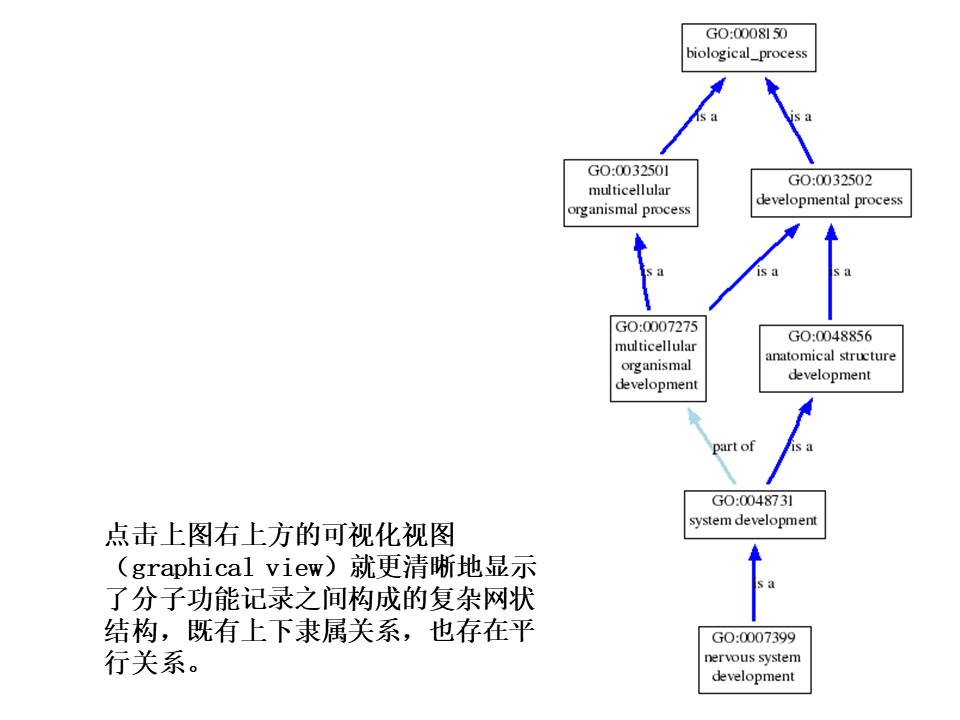 GO:0008150
biological_process
is a
is a
GO:0032501
multicellular
organismal process
GO:0032502
developmental process
is a
is a
is a
GO:0007275
multicellular
organismal
development
GO:0048856
anatomical structure
development
part of
is a
GO:0048731
system development
is a
GO:0007399
nervous system
development
点击上图右上方的可视化视图
（graphical view）就更清晰地显示
了分子功能记录之间构成的复杂网状
结构，既有上下隶属关系，也存在平
行关系。